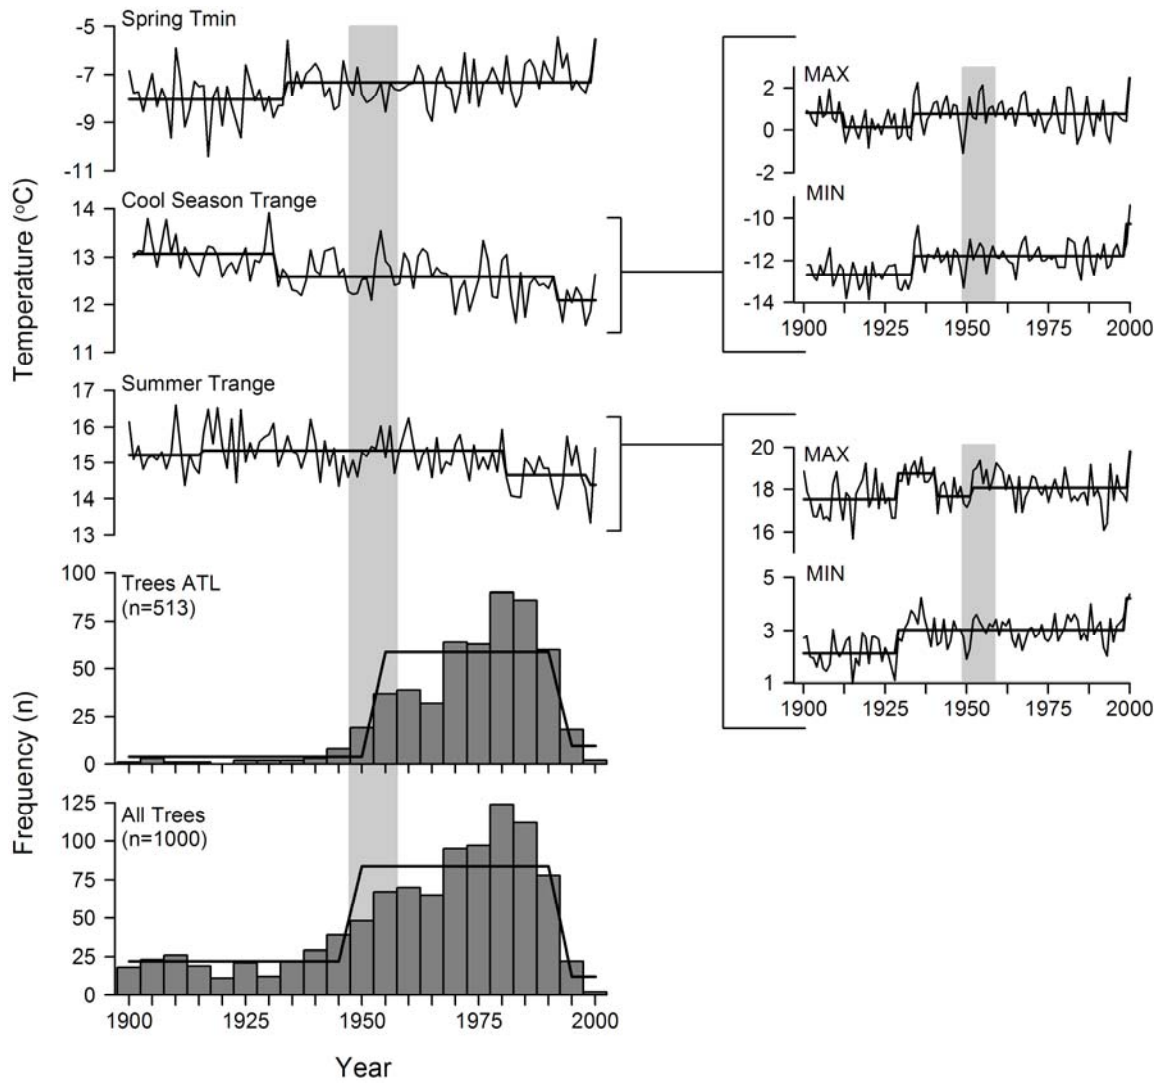 Temperature (°C)
Spring Tmin
-5
-7
-9
-11
Cool Season Trange
14
13
12
11
Summer Trange
17
16
15
14
13
Frequency (n)
Trees ATL
(n=513)
100
75
50
25
0
All Trees
(n=1000)
125
100
75
50
25
0
1900 1925 1950 1975 2000
Year
MAX
2
0
-2
MIN
-10
-12
-14
1900 1925 1950 1975 2000
MAX
20
18
16
MIN
5
3
1
1900 1925 1950 1975 2000